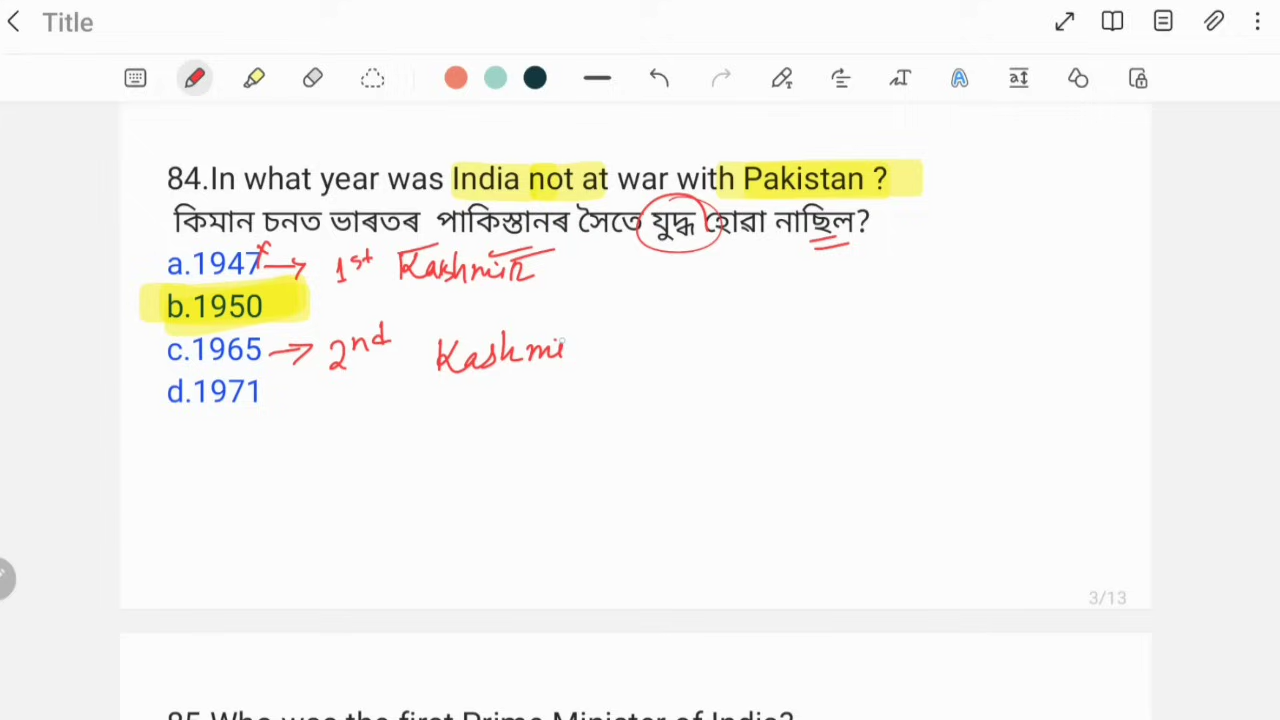 Title
84.In what year was India not at war with Pakistan ?
কিমান চনত ভাৰতৰ পাকিস্তানৰ সৈতে যুদ্ধ হোৱা নাছিল?
a.1947 x → 1st Kashmir
b.1950
c.1965 → 2nd Kashmi
d.1971
3/13
85.Who was the first Prime Minister of India?